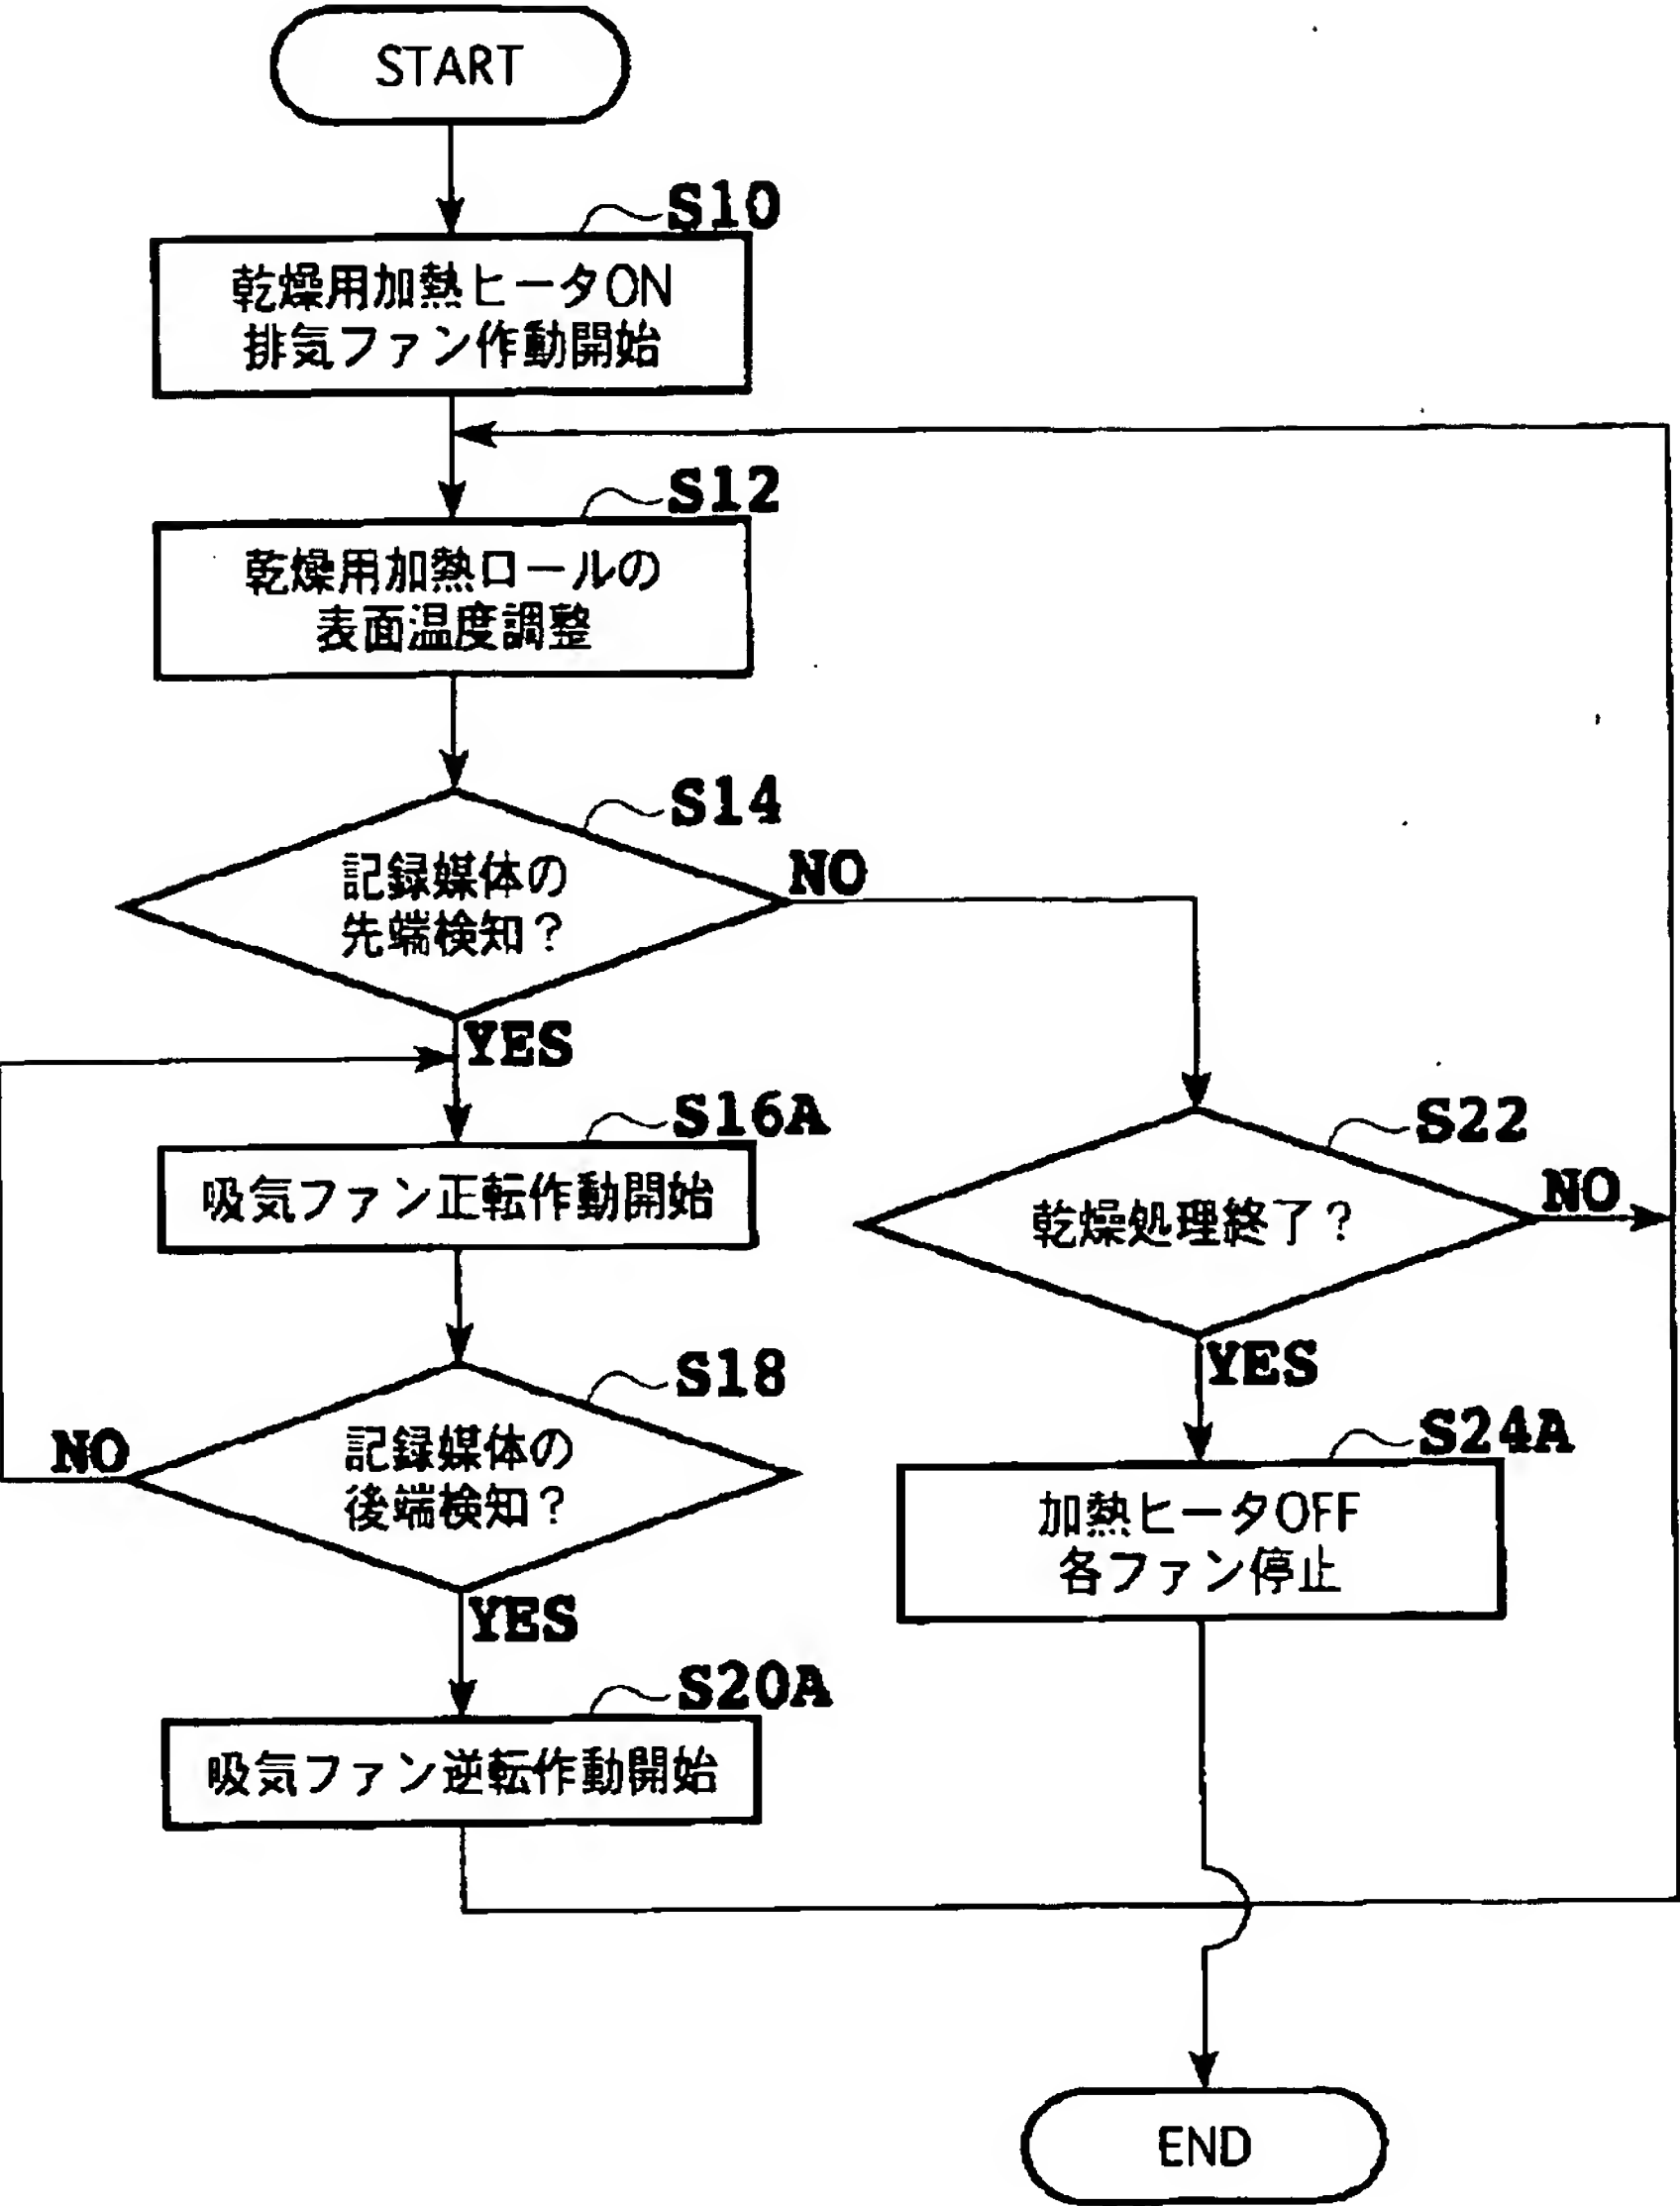 START
S10
乾燥用加熱ヒータON
排気ファン作動開始
S12
乾燥用加熱ロールの
表面温度調整
S14
記録媒体の
先端検知?
NO
YES
S16A
吸気ファン正転作動開始
S18
記録媒体の
後端検知?
NO
YES
S20A
吸気ファン逆転作動開始
S22
乾燥処理終了?
NO
YES
S24A
加熱ヒータOFF
各ファン停止
END